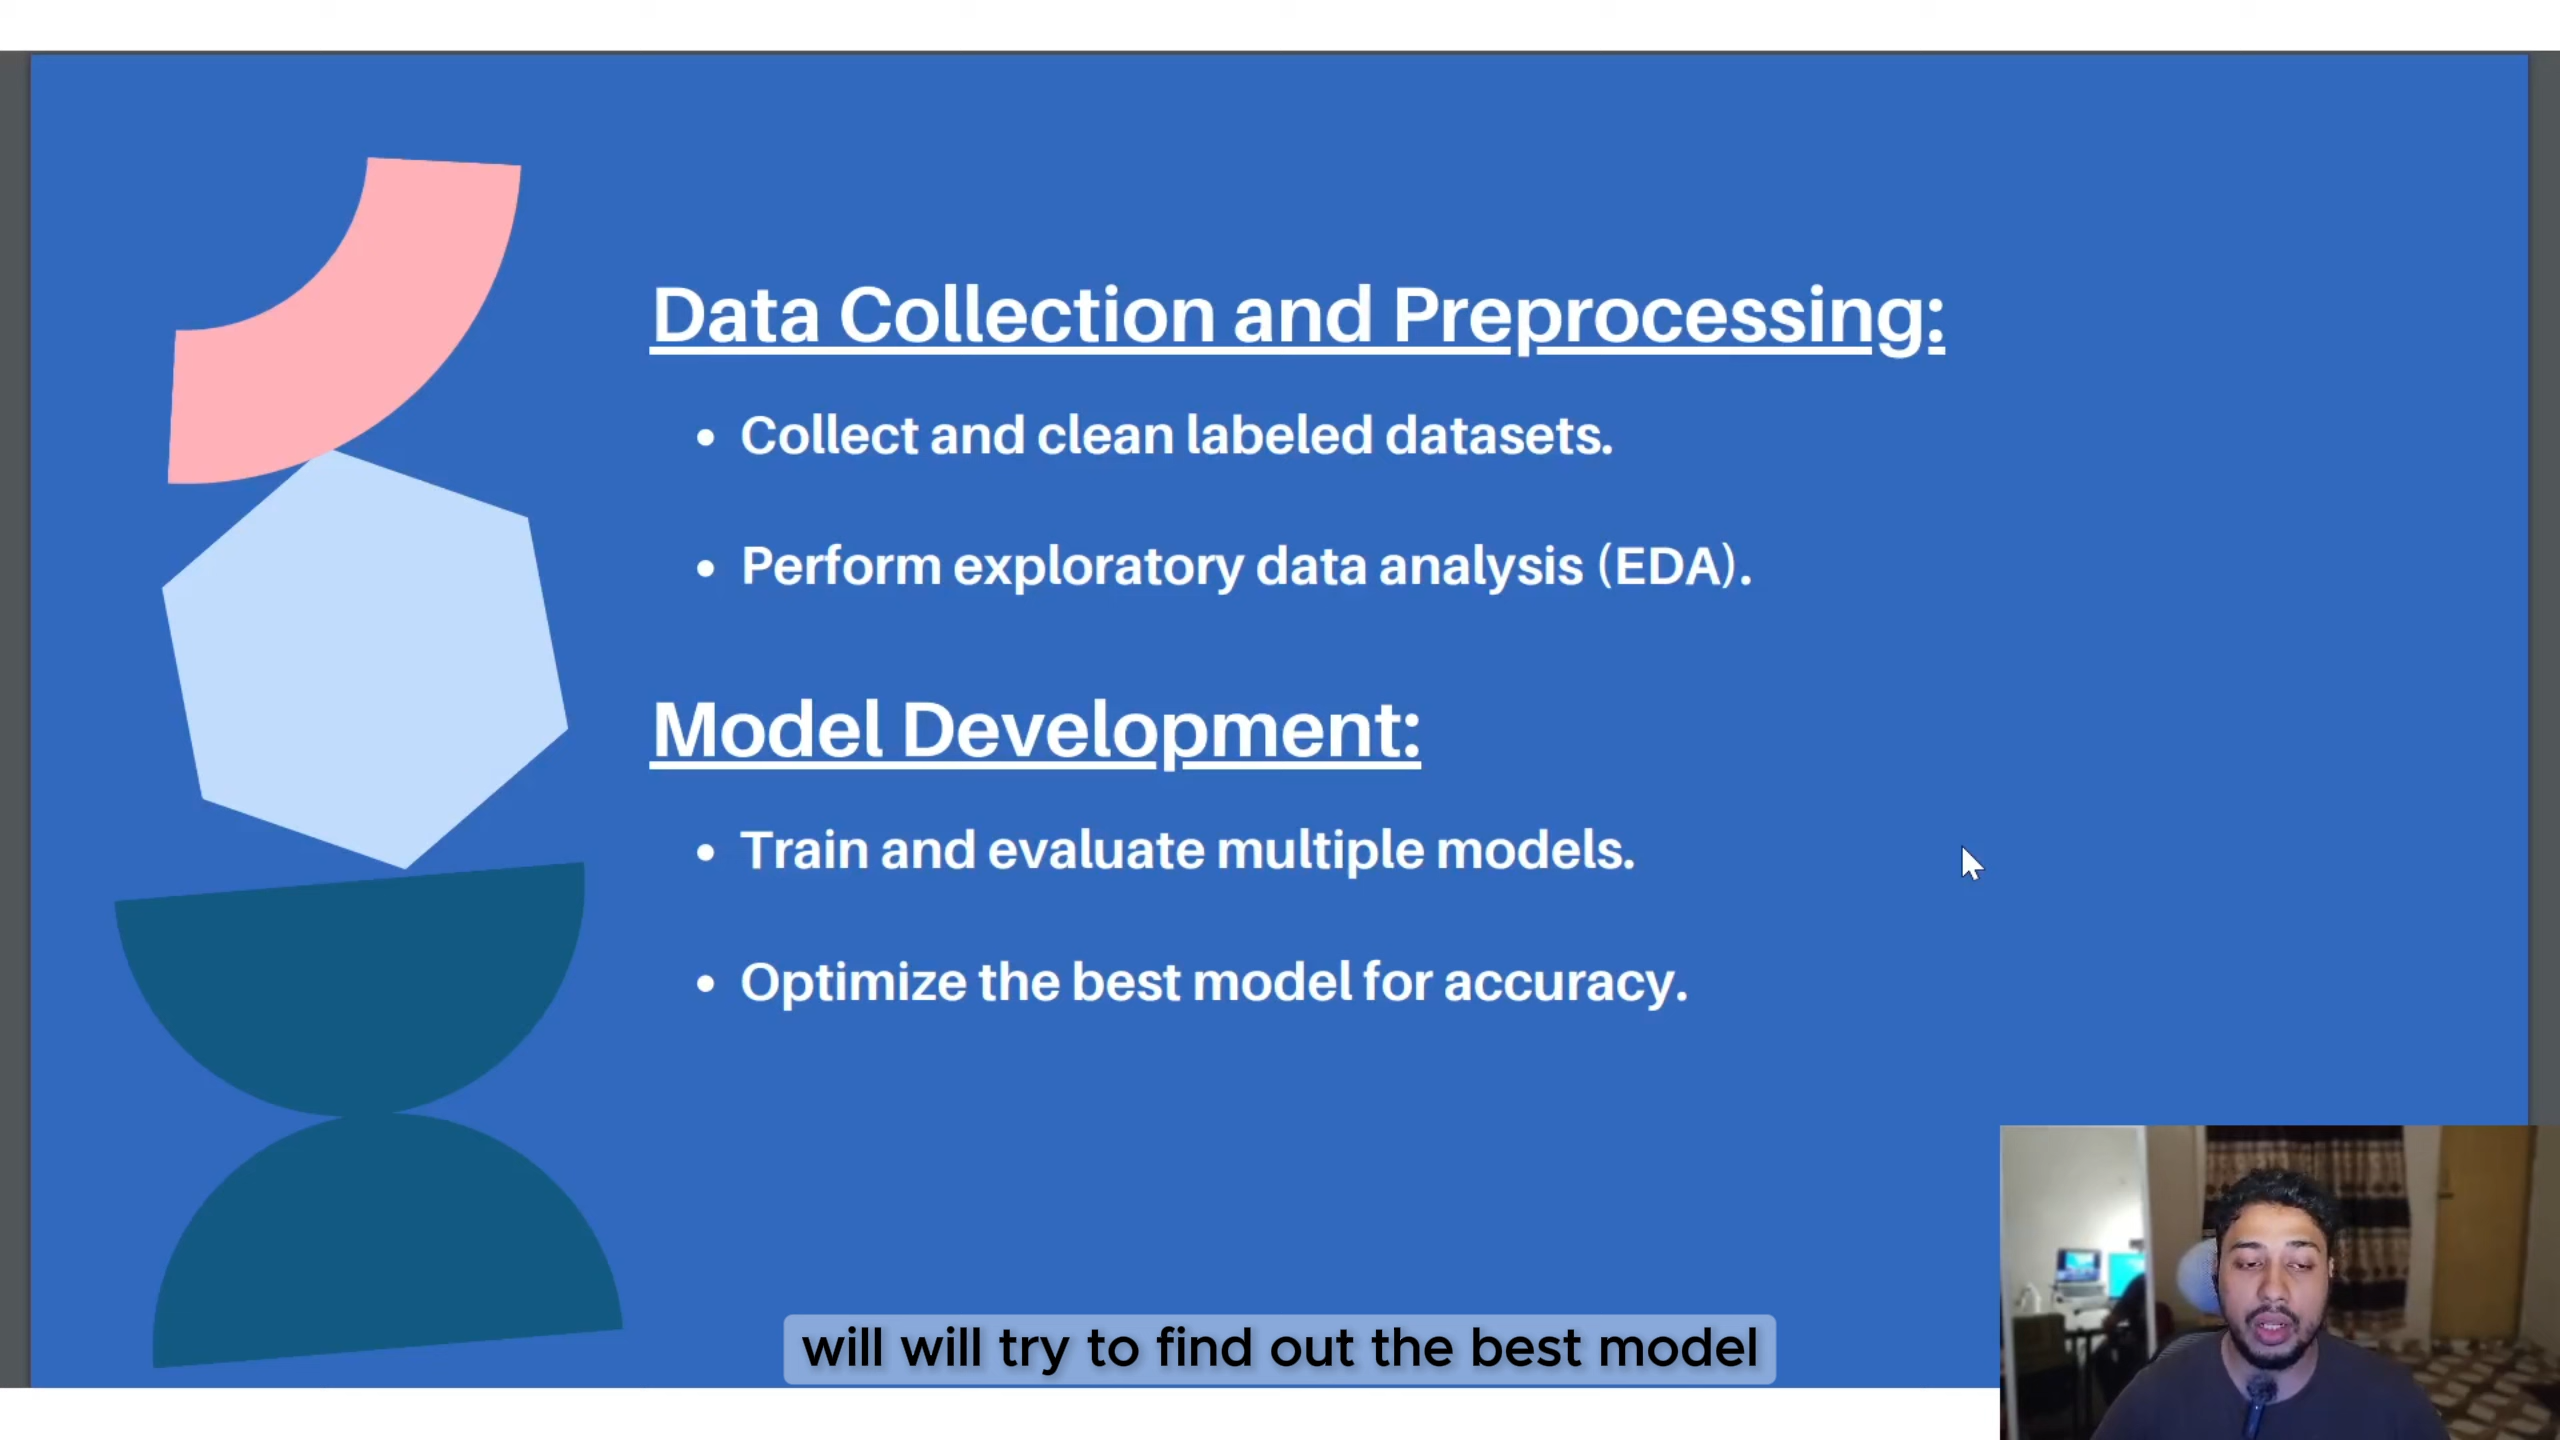 Data Collection and Preprocessing:
• Collect and clean labeled datasets.
• Perform exploratory data analysis (EDA).
Model Development:
• Train and evaluate multiple models.
• Optimize the best model for accuracy.
will will try to find out the best model